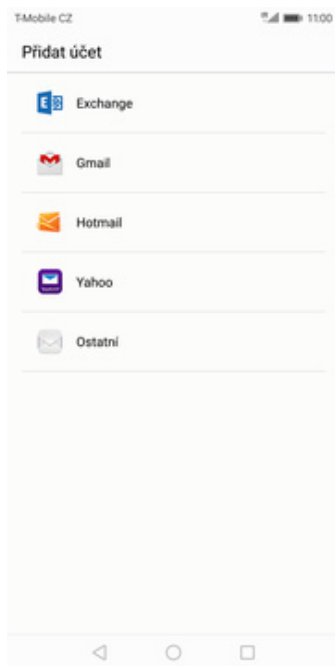 T-Mobile CZ 11:00
Přidat účet
Exchange
Gmail
Hotmail
Yahoo
Ostatní